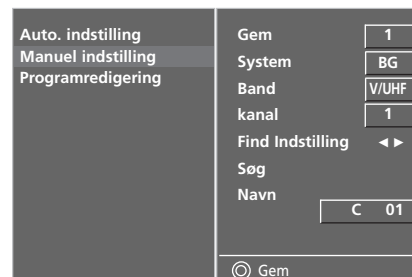 Auto. indstilling
Manuel indstilling
Programredigering
Gem 1
System BG
Band V/UHF
kanal 1
Find Indstilling ◄ ►
Søg
Navn
C 01
Gem